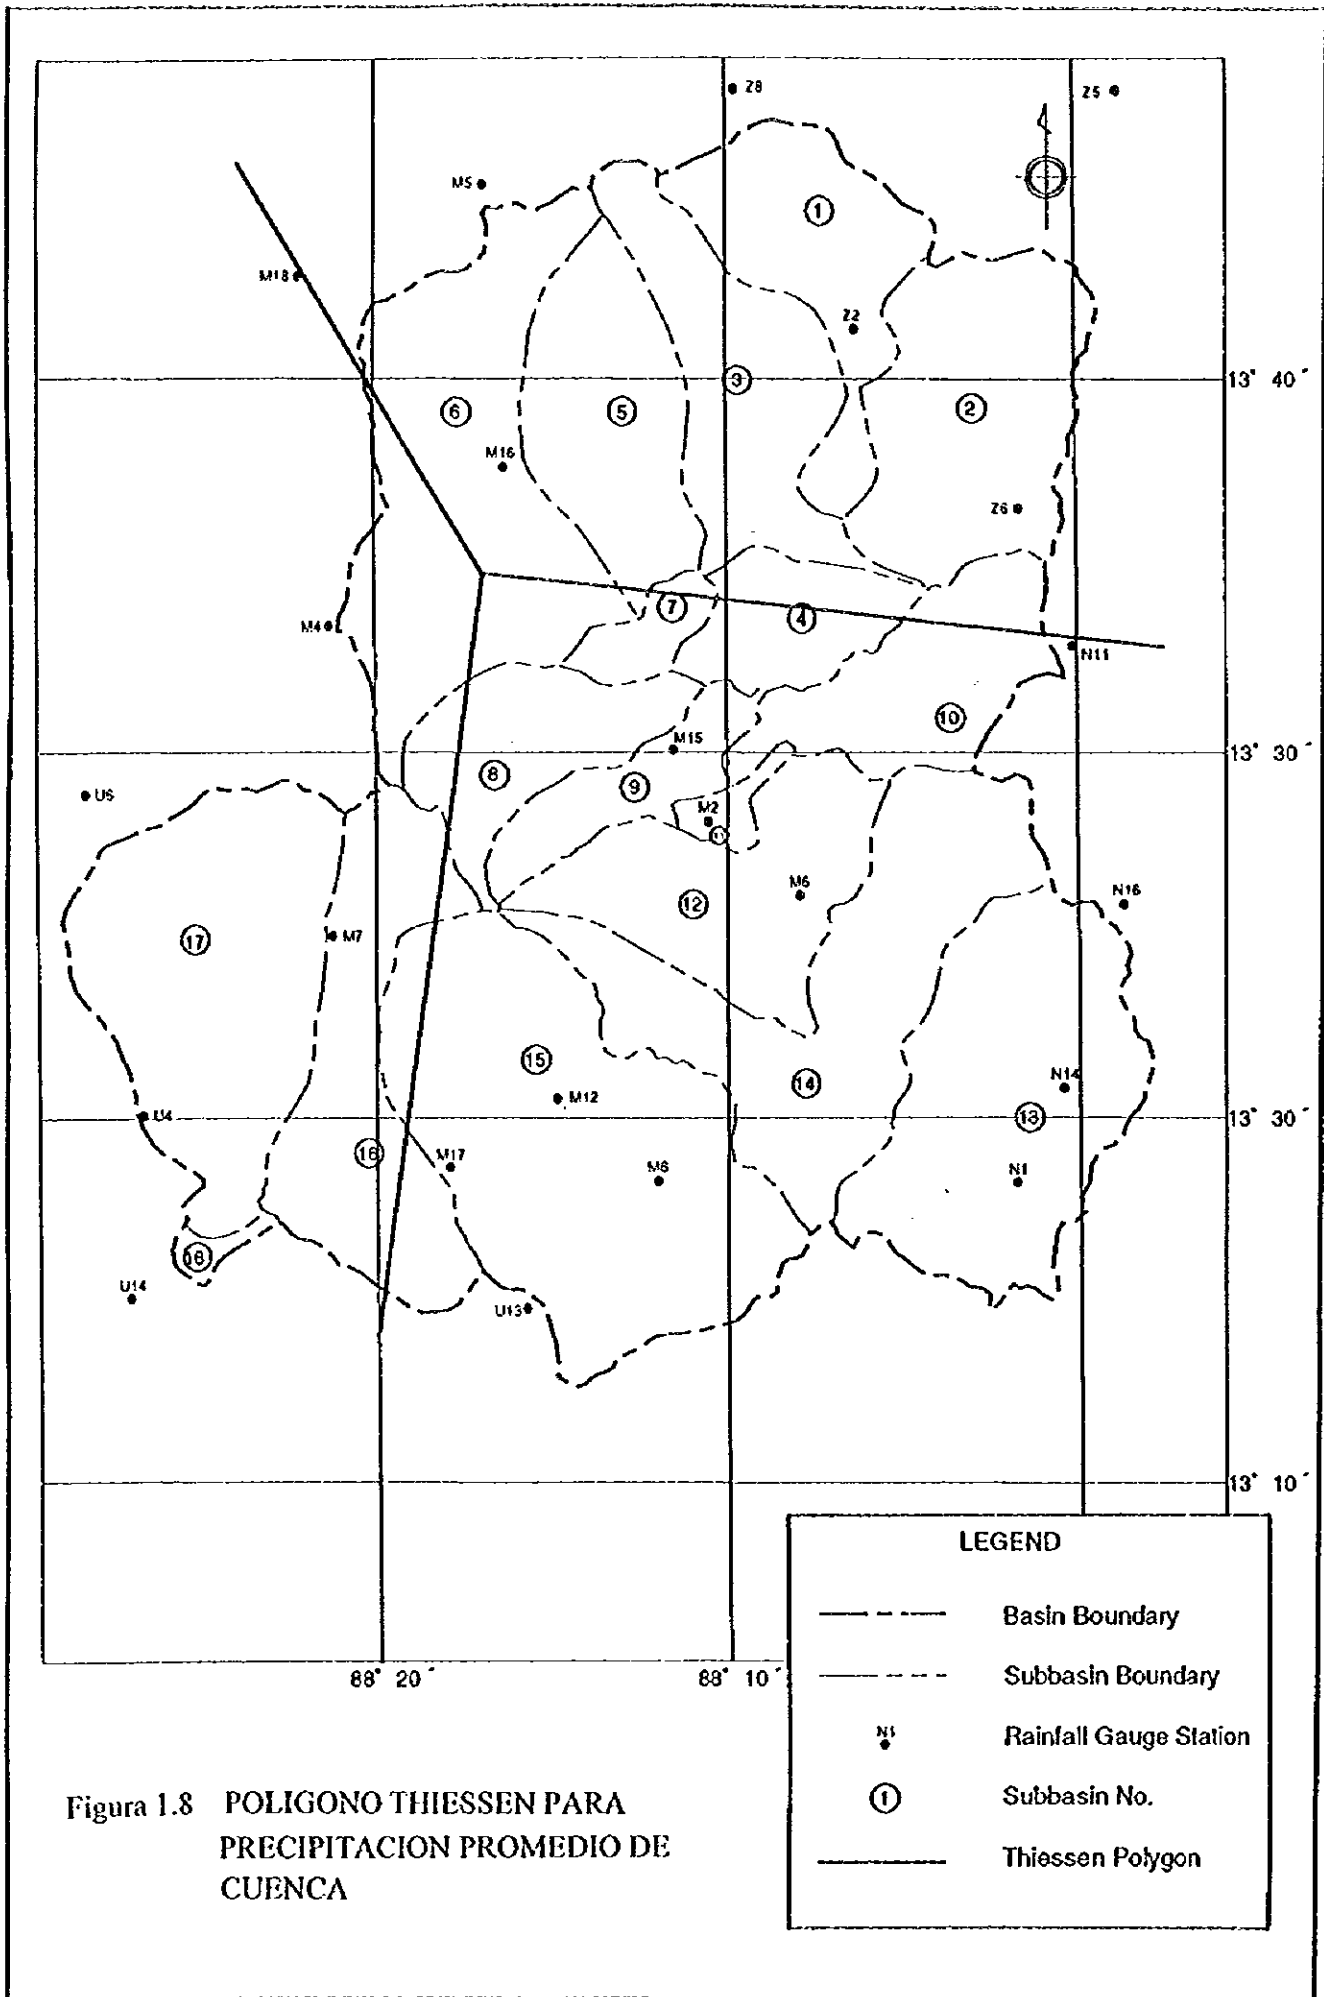 Z8
Z5
M5
1
M18
Z2
13° 40´
3
6
5
2
M16
Z6
7
4
M4
N11
10
M15
13° 30´
8
9
U6
M2
M6
12
N16
17
M7
15
14
N14
M12
U4
13
13° 30´
16
M17
M6
N1
18
U14
U13
13° 10´
88° 20´
88° 10´
LEGEND
Basin Boundary
Subbasin Boundary
N1
Rainfall Gauge Station
1
Subbasin No.
Thiessen Polygon
Figura 1.8 POLIGONO THIESSEN PARA
PRECIPITACION PROMEDIO DE
CUENCA